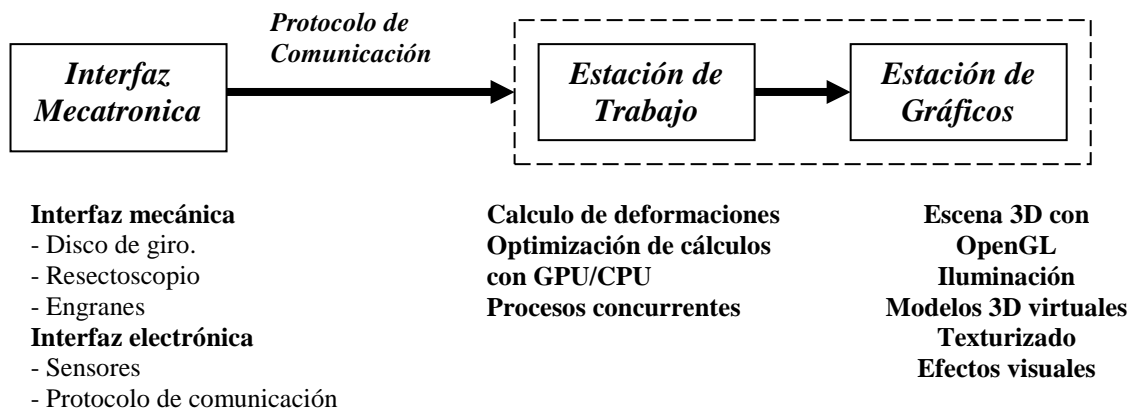 Protocolo de
Comunicación
Interfaz
Mecatronica
Estación de
Trabajo
Estación de
Gráficos
Interfaz mecánica
- Disco de giro.
- Resectoscopio
- Engranes
Interfaz electrónica
- Sensores
- Protocolo de comunicación
Calculo de deformaciones
Optimización de cálculos
con GPU/CPU
Procesos concurrentes
Escena 3D con
OpenGL
Iluminación
Modelos 3D virtuales
Texturizado
Efectos visuales